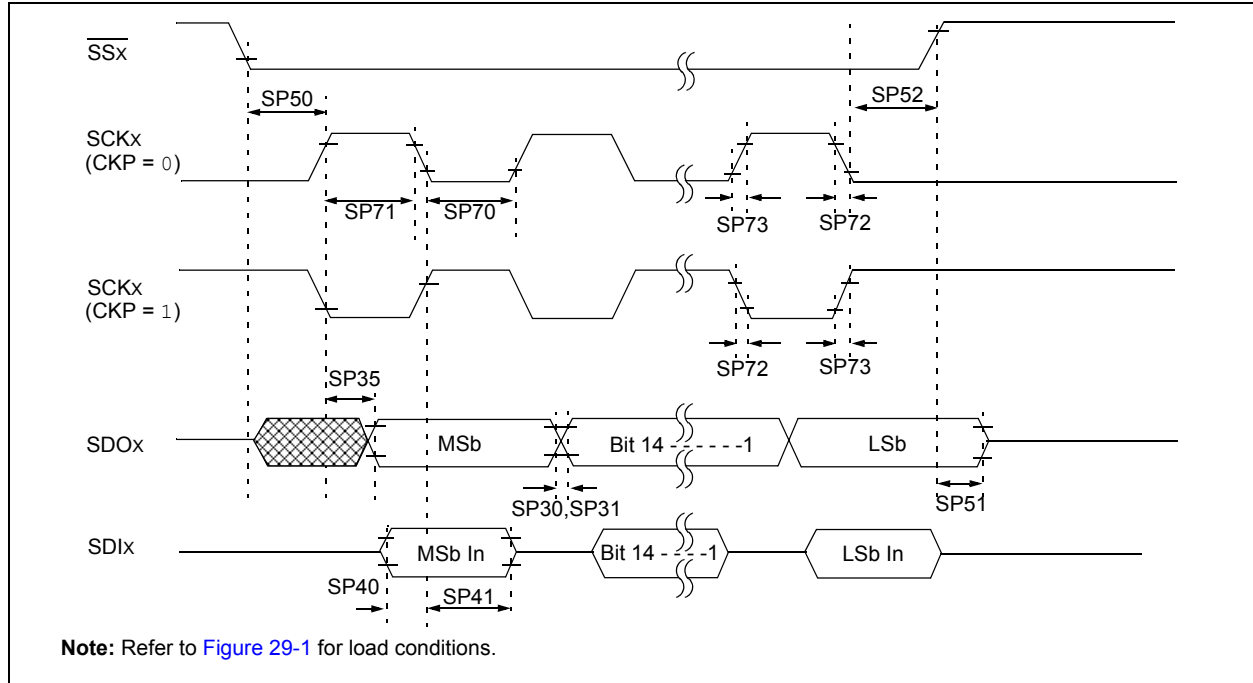 SSx
SP50
SP52
SCKx
(CKP = 0)
SP71
SP70
SP73
SP72
SCKx
(CKP = 1)
SP72
SP73
SP35
SDOx
MSb
Bit 14 - - - - - -1
LSb
SP30,SP31
SP51
SDIx
MSb In
Bit 14 - - - -1
LSb In
SP40
SP41
Note: Refer to Figure 29-1 for load conditions.